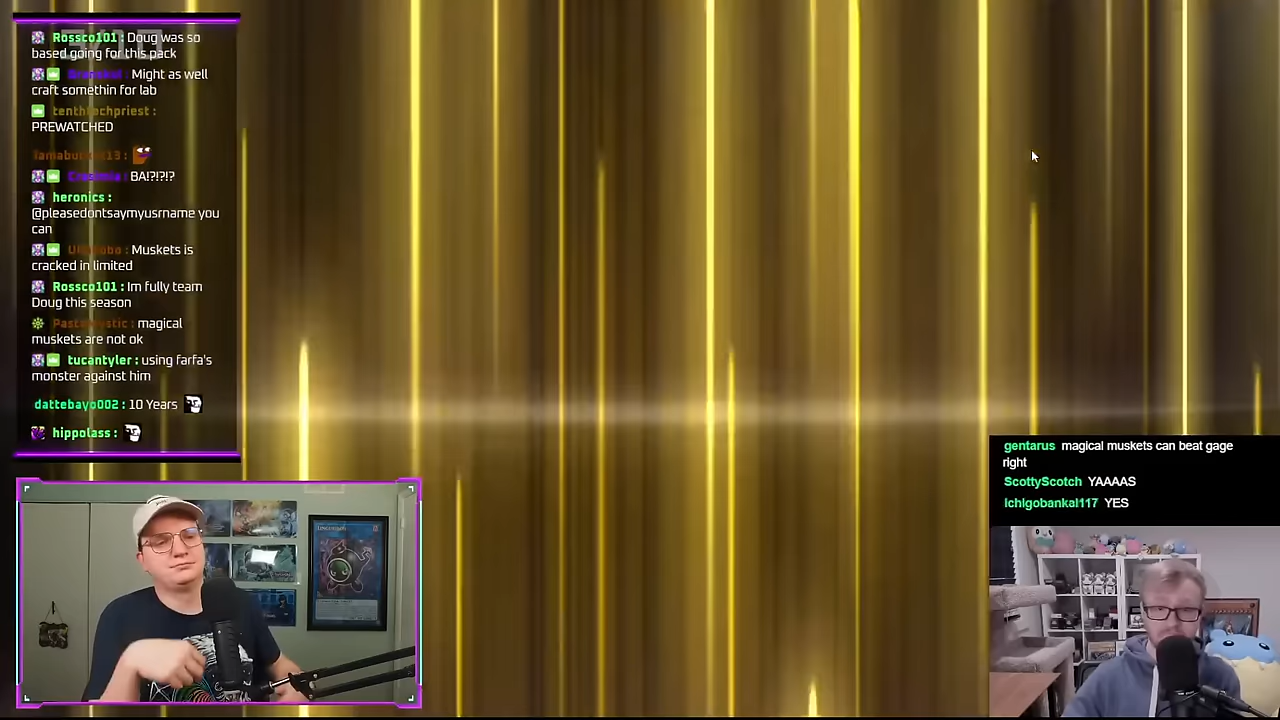 Rossco101 : Doug was so
based going for this pack
: Might as well
craft somethin for lab
tenthtechpriest :
PREWATCHED
: BA!?!?!?
heronics :
@pleasedontsaymyusrname you
can
: Muskets is
cracked in limited
Rossco101 : Im fully team
Doug this season
: magical
muskets are not ok
tucantyler : using farfa's
monster against him
dattebayo002 : 10 Years
hippolass :
gentarus magical muskets can beat gage
right
ScottyScotch YAAAAS
ichigobankai117 YES